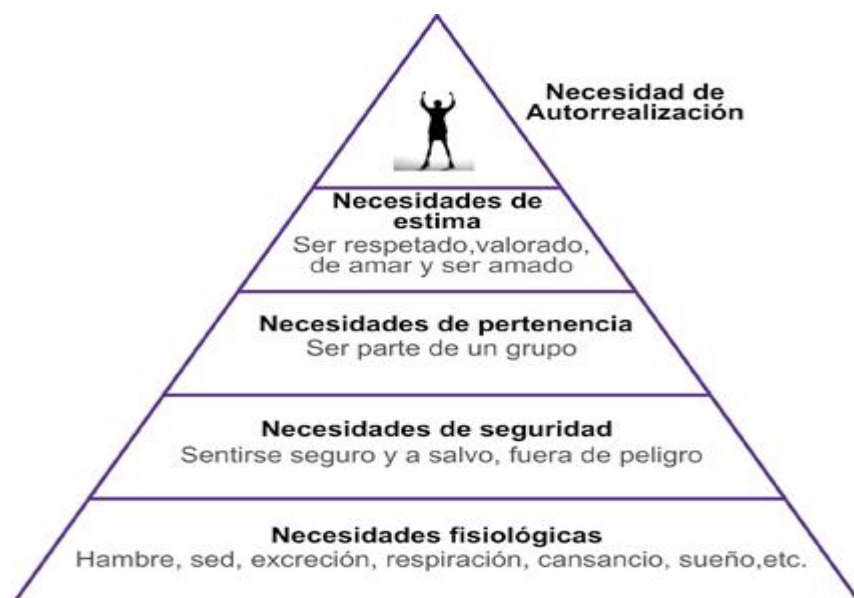 Necesidad de
Autorrealización
Necesidades de
estima
Ser respetado,valorado,
de amar y ser amado
Necesidades de pertenencia
Ser parte de un grupo
Necesidades de seguridad
Sentirse seguro y a salvo, fuera de peligro
Necesidades fisiológicas
Hambre, sed, excreción, respiración, cansancio, sueño,etc.